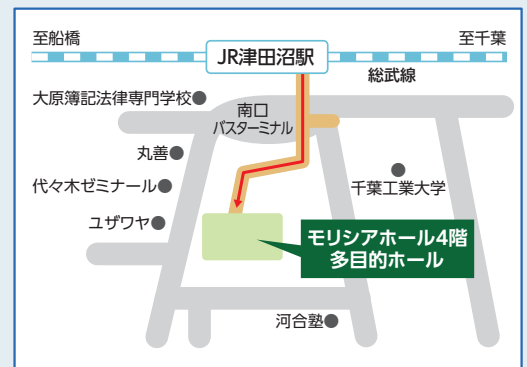 至船橋
至千葉
JR津田沼駅
総武線
大原簿記法律専門学校
南口
バスターミナル
丸善
代々木ゼミナール
千葉工業大学
ユザワヤ
モリシアホール4階
多目的ホール
河合塾